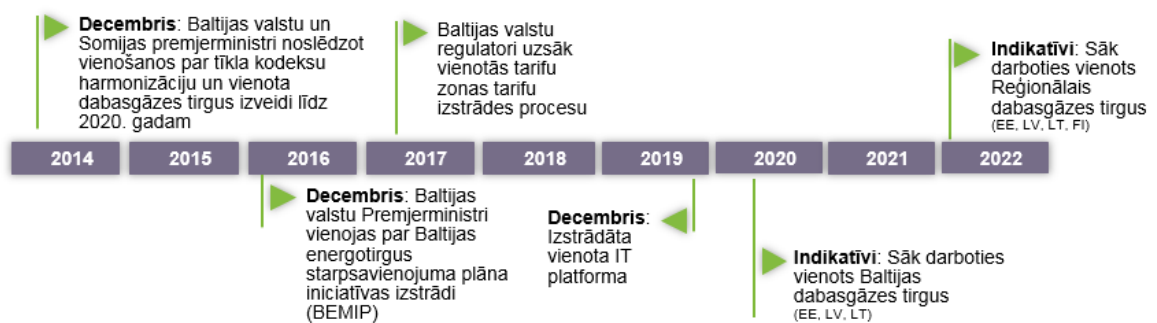 Decembris: Baltijas valstu un
Somijas premjerministri noslēdzot
vienošanos par tīkla kodeksu
harmonizāciju un vienota
dabasgāzes tirgus izveidi līdz
2020. gadam
Baltijas valstu
regulatori uzsāk
vienotās tarifu
zonas tarifu
izstrādes procesu
Indikatīvi: Sāk
darboties vienots
Reģionālais
dabasgāzes tirgus
(EE, LV, LT, FI)
2014 2015 2016 2017 2018 2019 2020 2021 2022
Decembris: Baltijas
valstu Premjerministri
vienojas par Baltijas
energotirgus
starpsavienojuma plāna
iniciatīvas izstrādi
(BEMIP)
Decembris:
Izstrādāta
vienota IT
platforma
Indikatīvi: Sāk darboties
vienots Baltijas
dabasgāzes tirgus
(EE, LV, LT)